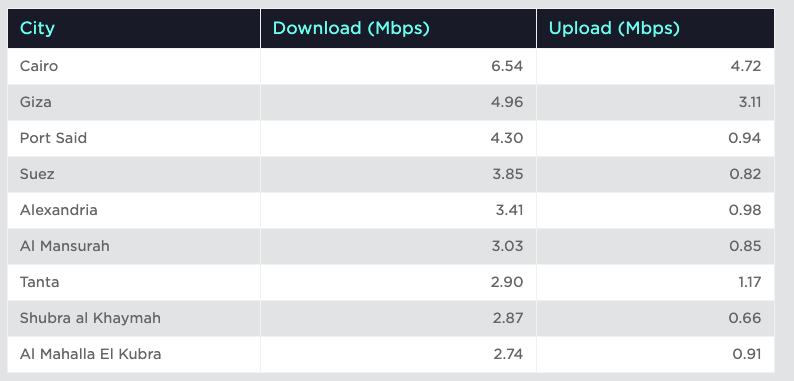 City Download (Mbps) Upload (Mbps)
Cairo 6.54 4.72
Giza 4.96 3.11
Port Said 4.30 0.94
Suez 3.85 0.82
Alexandria 3.41 0.98
Al Mansurah 3.03 0.85
Tanta 2.90 1.17
Shubra al Khaymah 2.87 0.66
Al Mahalla El Kubra 2.74 0.91